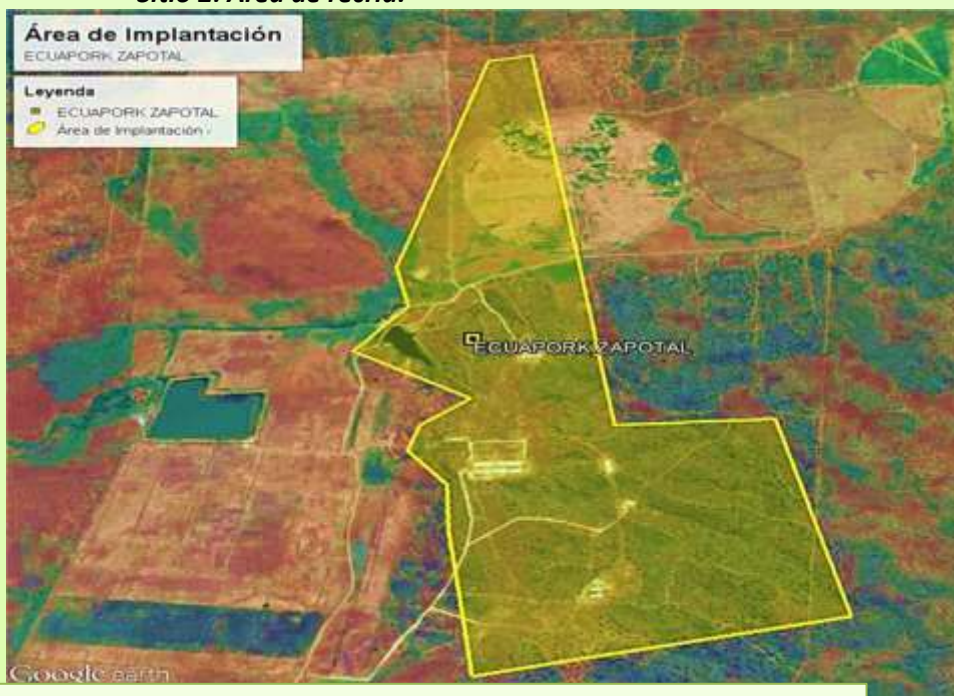 Área de Implantación
ECUAPORK ZAPOTAL
Leyenda
ECUAPORK ZAPOTAL
Área de Implantación
ECUAPORK ZAPOTAL
Google earth